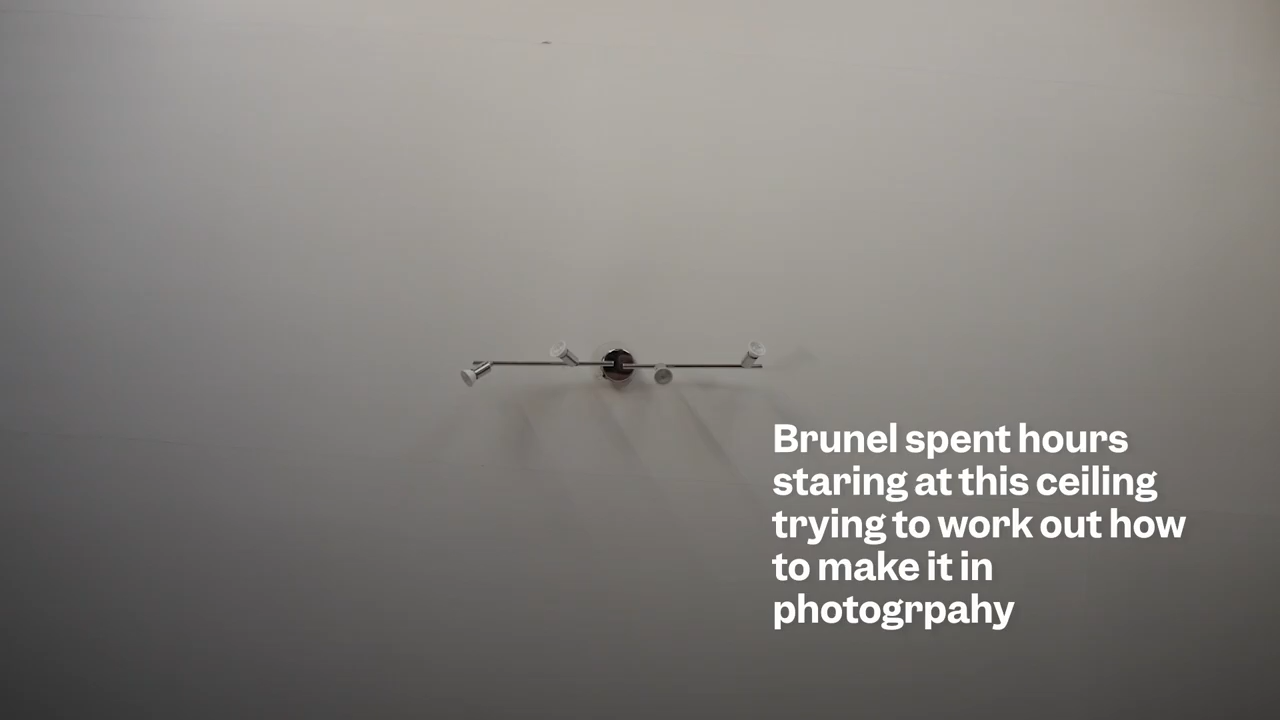 Brunel spent hours
staring at this ceiling
trying to work out how
to make it in
photogrpahy